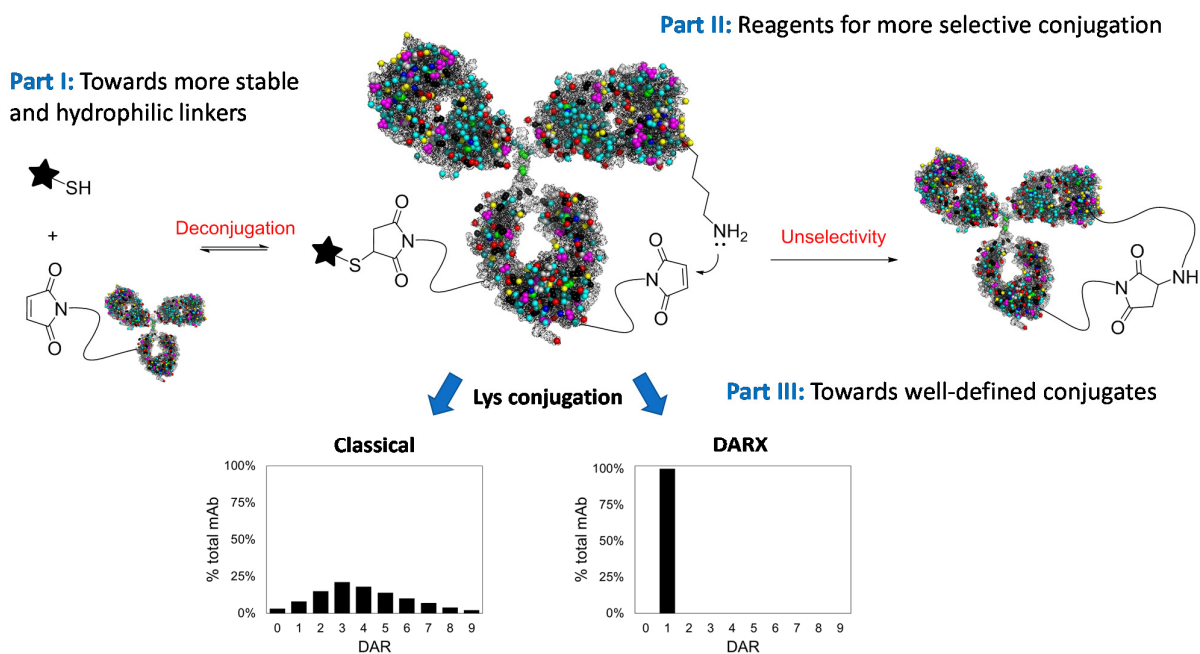 Part II: Reagents for more selective conjugation
Part I: Towards more stable
and hydrophilic linkers
SH
+
Deconjugation
O
N
O
S
O
N
O
NH2
O
N
O
Unselectivity
O
N
O
NH
Lys conjugation
Part III: Towards well-defined conjugates
Classical
100%
75%
50%
25%
0%
% total mAb
0 1 2 3 4 5 6 7 8 9
DAR
DARX
100%
75%
50%
25%
0%
% total mAb
0 1 2 3 4 5 6 7 8 9
DAR